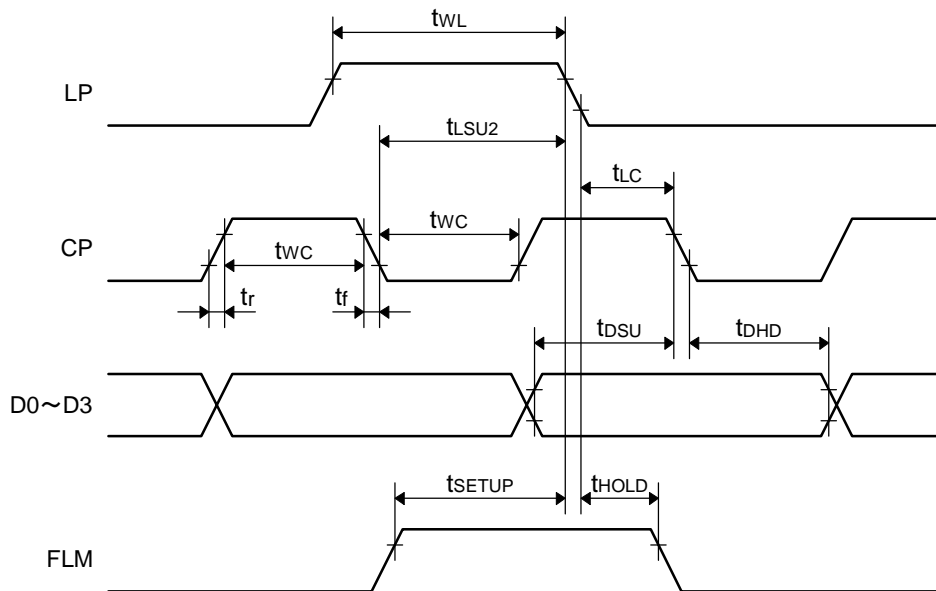 tWL
LP
tLSU2
tLC
tWC
CP
tWC
tr
tf
tDSU
tDHD
D0～D3
tSETUP
tHOLD
FLM